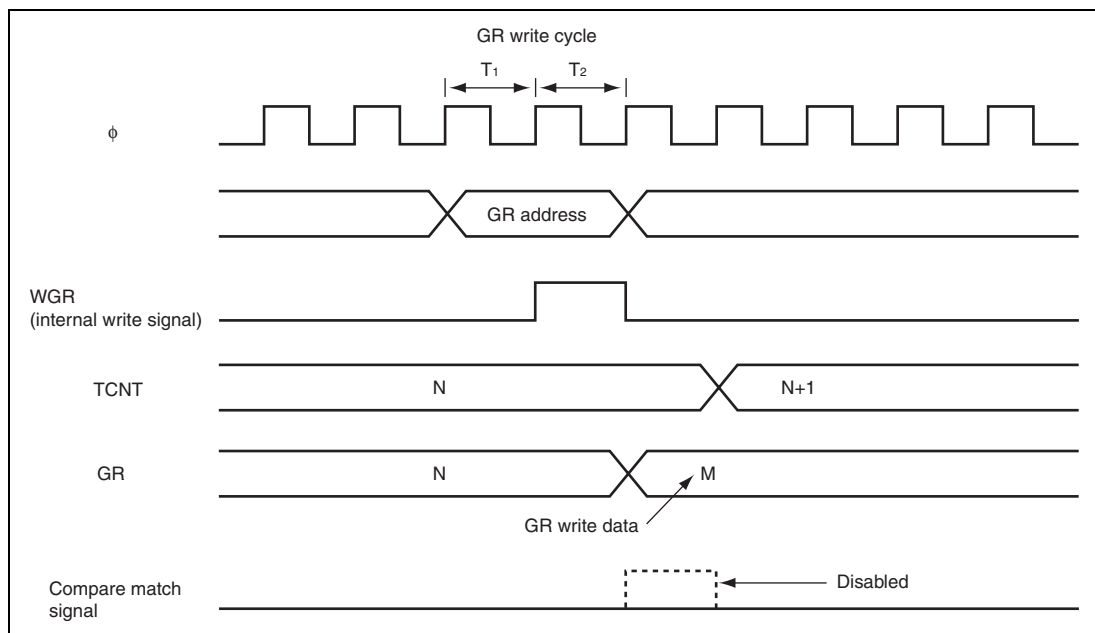 GR write cycle
T1 T2
ϕ
GR address
WGR
(internal write signal)
TCNT N N+1
GR N M
GR write data
Compare match
signal
Disabled